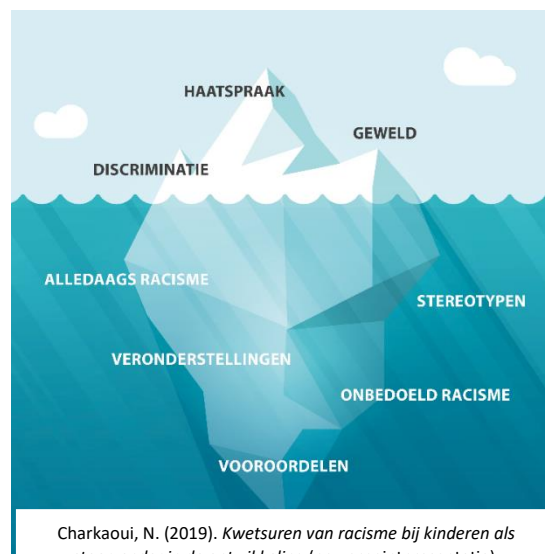 HAATSPRAAK
GEWELD
DISCRIMINATIE
ALLEDAAGS RACISME
STEREOTYPEN
VERONDERSTELLINGEN
ONBEDOELD RACISME
VOOROORDELEN
Charkaoui, N. (2019). Kwetsuren van racisme bij kinderen als